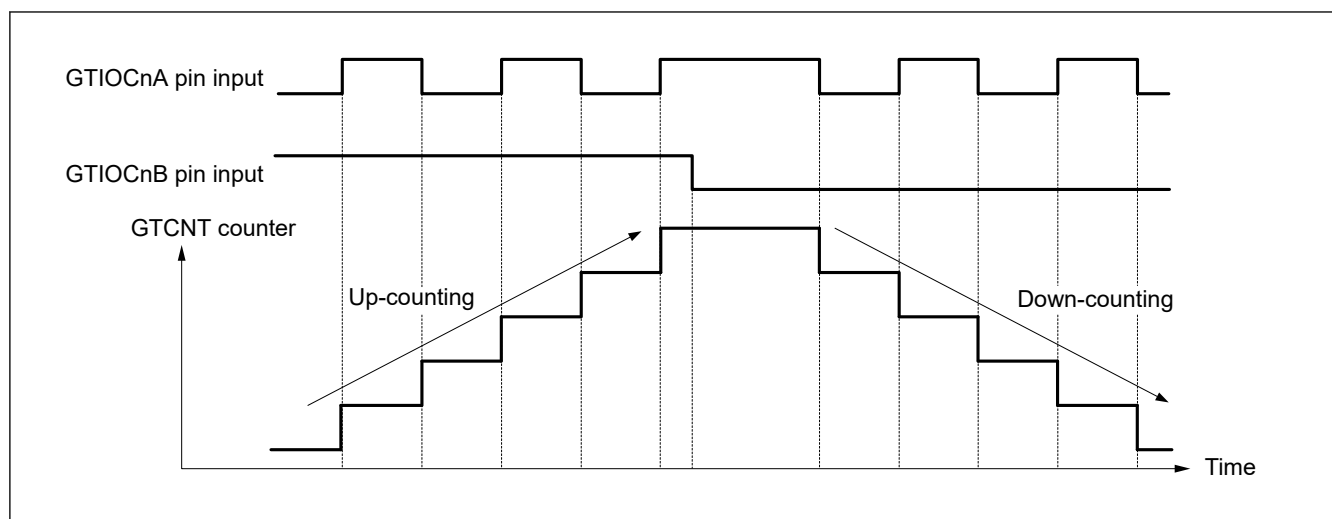 GTIOCnA pin input
GTIOCnB pin input
GTCNT counter
Up-counting
Down-counting
Time